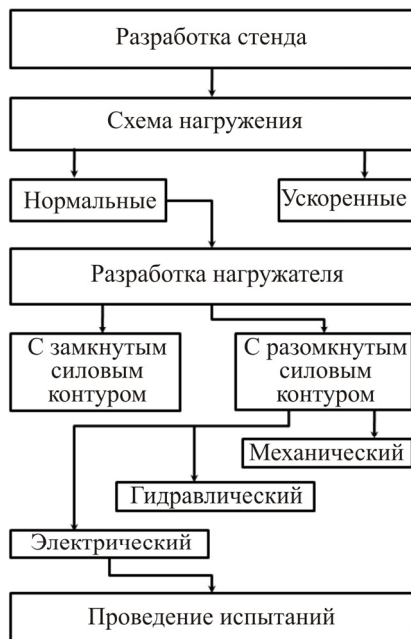 Разработка стенда
Схема нагружения
Нормальные
Ускоренные
Разработка нагружателя
С замкнутым
силовым
контуром
С разомкнутым
силовым
контуром
Механический
Гидравлический
Электрический
Проведение испытаний